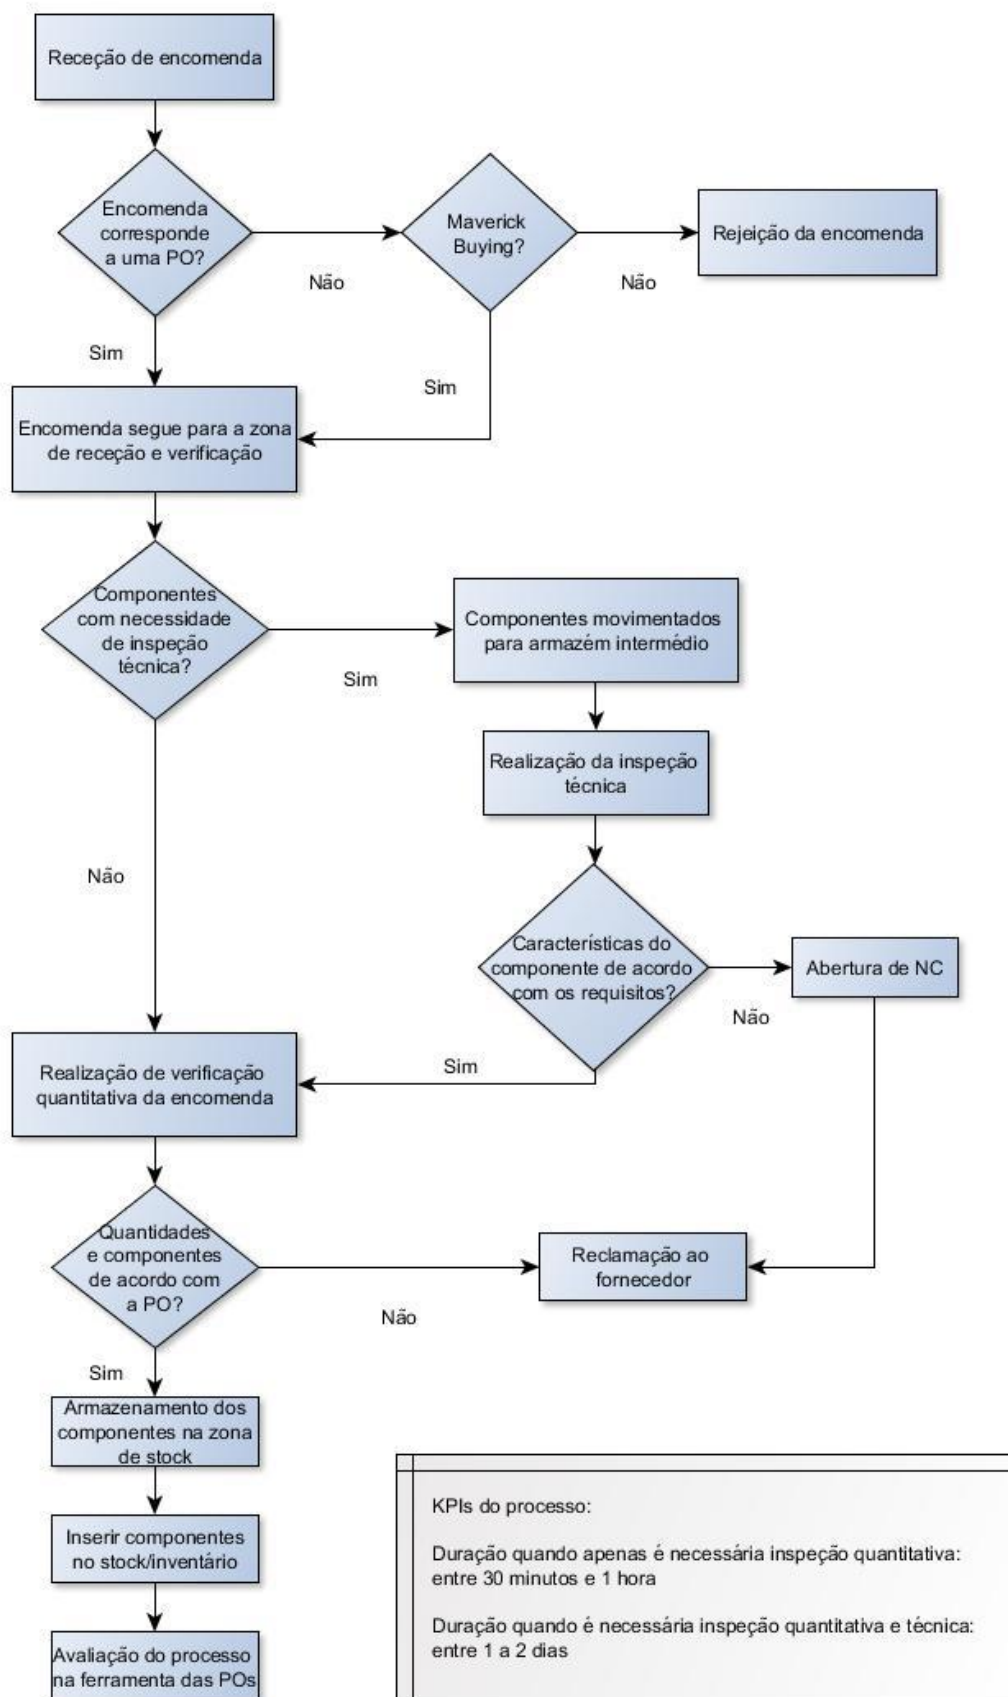 Receção de encomenda
Encomenda
corresponde
a uma PO?
Maverick
Buying?
Rejeição da encomenda
Não
Não
Sim
Sim
Encomenda segue para a zona
de receção e verificação
Componentes
com necessidade
de inspeção
técnica?
Componentes movimentados
para armazém intermédio
Sim
Realização da inspeção
técnica
Não
Características do
componente de acordo
com os requisitos?
Abertura de NC
Não
Sim
Realização de verificação
quantitativa da encomenda
Quantidades
e componentes
de acordo com
a PO?
Reclamação ao
fornecedor
Não
Sim
Armazenamento dos
componentes na zona
de stock
Inserir componentes
no stock/inventário
Avaliação do processo
na ferramenta das POs
KPIs do processo:
Duração quando apenas é necessária inspeção quantitativa:
entre 30 minutos e 1 hora
Duração quando é necessária inspeção quantitativa e técnica:
entre 1 a 2 dias